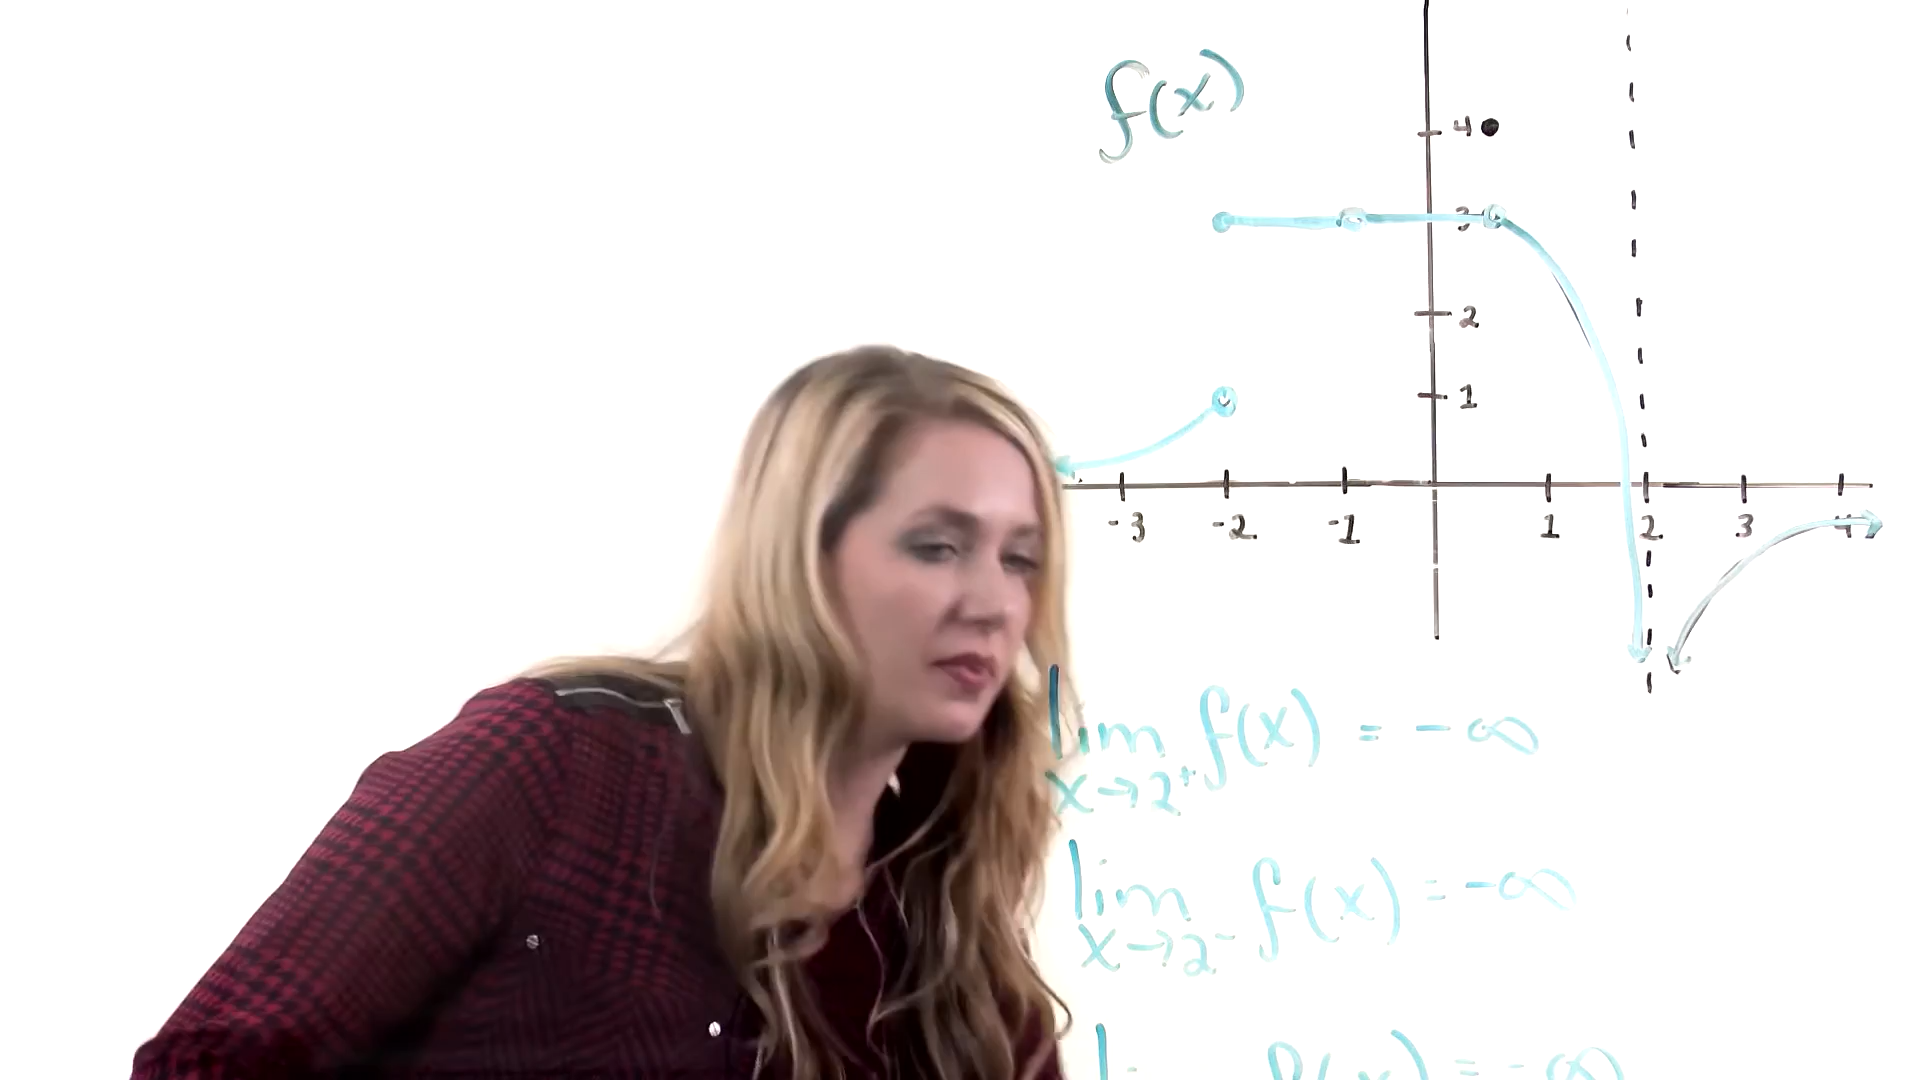 f(x)
4
3
2
1
-3 -2 -1 1 2 3 4
lim f(x) = -∞
x→2⁺
lim f(x) = -∞
x→2⁻
f(x) = -∞